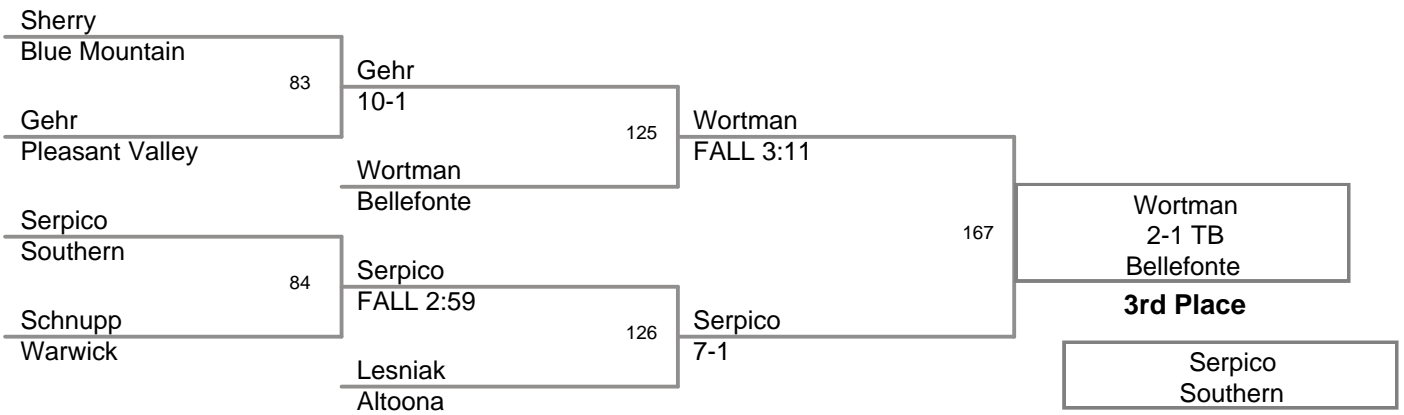 Sherry
Blue Mountain
83
Gehr
10-1
Gehr
Pleasant Valley
125
Wortman
FALL 3:11
Wortman
Bellefonte
Serpico
Southern
167
Wortman
2-1 TB
Bellefonte
84
Serpico
FALL 2:59
3rd Place
Schnupp
Warwick
126
Serpico
7-1
Lesniak
Altoona
Serpico
Southern